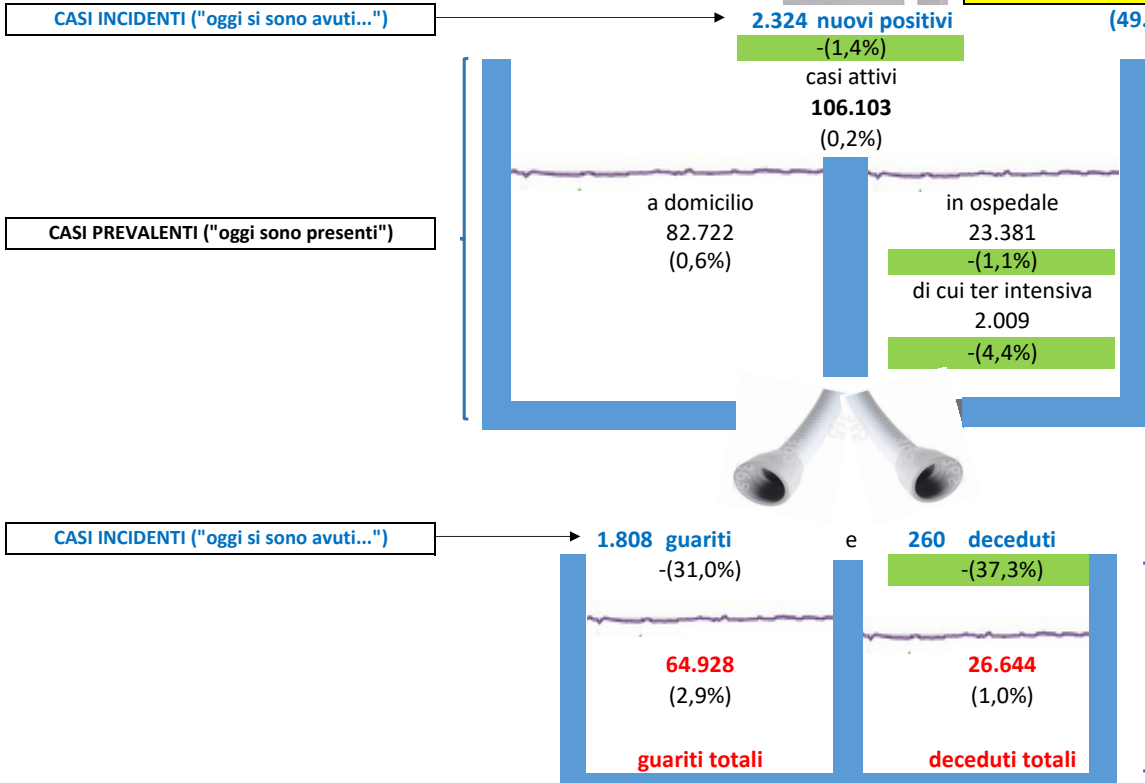 CASI INCIDENTI ("oggi si sono avuti...")
2.324 nuovi positivi
(49.
-(1,4%)
casi attivi
106.103
(0,2%)
a domicilio
82.722
(0,6%)
in ospedale
23.381
-(1,1%)
di cui ter intensiva
2.009
-(4,4%)
CASI PREVALENTI ("oggi sono presenti")
CASI INCIDENTI ("oggi si sono avuti...")
1.808 guariti
e
260 deceduti
-(31,0%)
-(37,3%)
64.928
(2,9%)
guariti totali
26.644
(1,0%)
deceduti totali